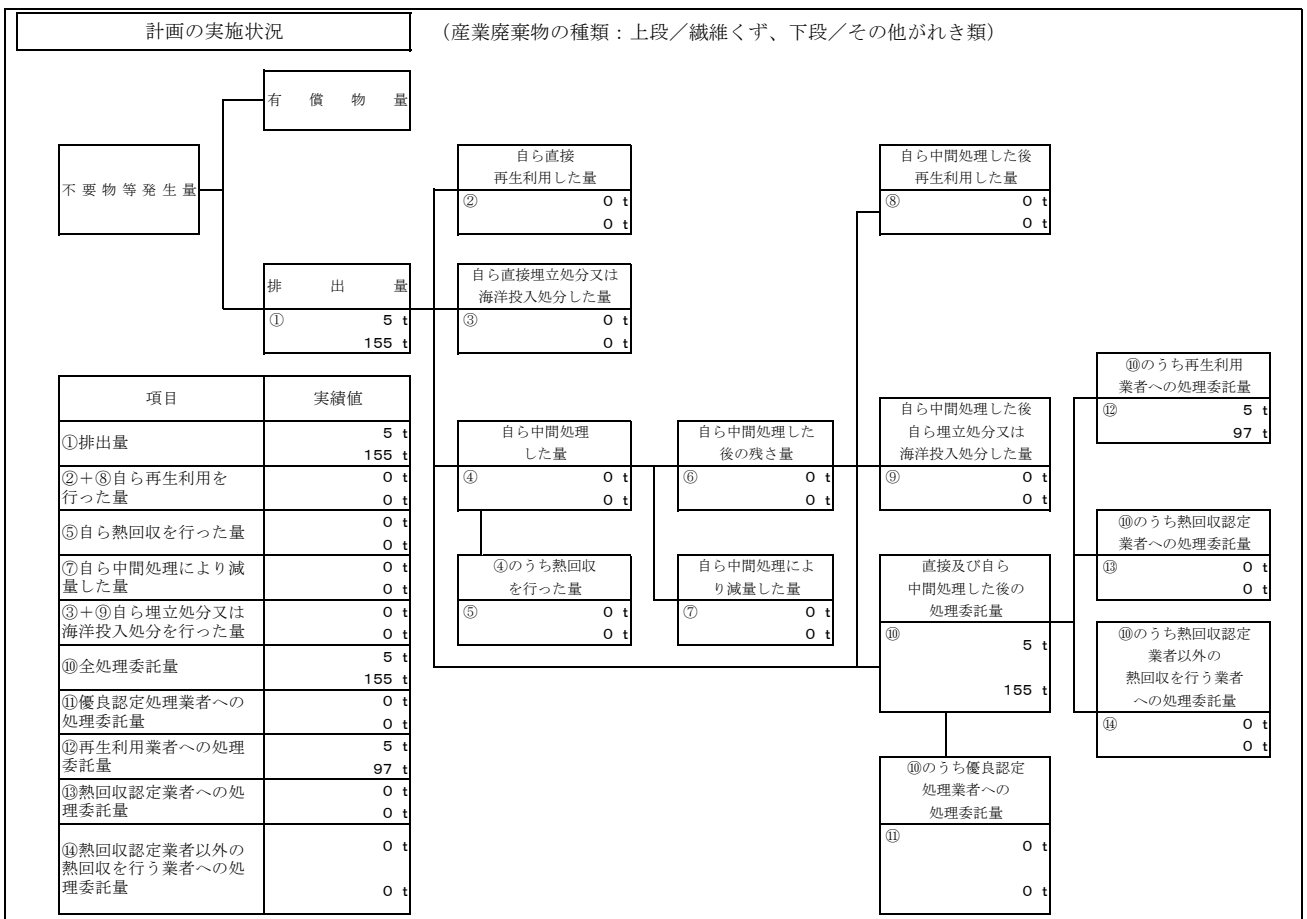 計画の実施状況
(産業廃棄物の種類:上段/繊維くず、下段/その他がれき類)
有償物量
不要物等発生量
排出量
① 5 t
155 t
自ら直接
再生利用した量
② 0 t
0 t
自ら直接埋立処分又は
海洋投入処分した量
③ 0 t
0 t
自ら中間処理した後
再生利用した量
⑧ 0 t
0 t
自ら中間処理
した量
④ 0 t
0 t
自ら中間処理した
後の残さ量
⑥ 0 t
0 t
自ら中間処理した後
自ら埋立処分又は
海洋投入処分した量
⑨ 0 t
0 t
④のうち熱回収
を行った量
⑤ 0 t
0 t
自ら中間処理によ
り減量した量
⑦ 0 t
0 t
直接及び自ら
中間処理した後の
処理委託量
⑩ 5 t
155 t
⑩のうち優良認定
処理業者への
処理委託量
⑪ 0 t
0 t
⑩のうち再生利用
業者への処理委託量
⑫ 5 t
97 t
⑩のうち熱回収認定
業者への処理委託量
⑬ 0 t
0 t
⑩のうち熱回収認定
業者以外の
熱回収を行う業者
への処理委託量
⑭ 0 t
0 t
項目 実績値
①排出量 5 t
155 t
②+⑧自ら再生利用を 0 t
行った量 0 t
⑤自ら熱回収を行った量 0 t
0 t
⑦自ら中間処理により減 0 t
量した量 0 t
③+⑨自ら埋立処分又は 0 t
海洋投入処分を行った量 0 t
⑩全処理委託量 5 t
155 t
⑪優良認定処理業者への 0 t
処理委託量 0 t
⑫再生利用業者への処理 5 t
委託量 97 t
⑬熱回収認定業者への処 0 t
理委託量 0 t
⑭熱回収認定業者以外の 0 t
熱回収を行う業者への処
理委託量 0 t